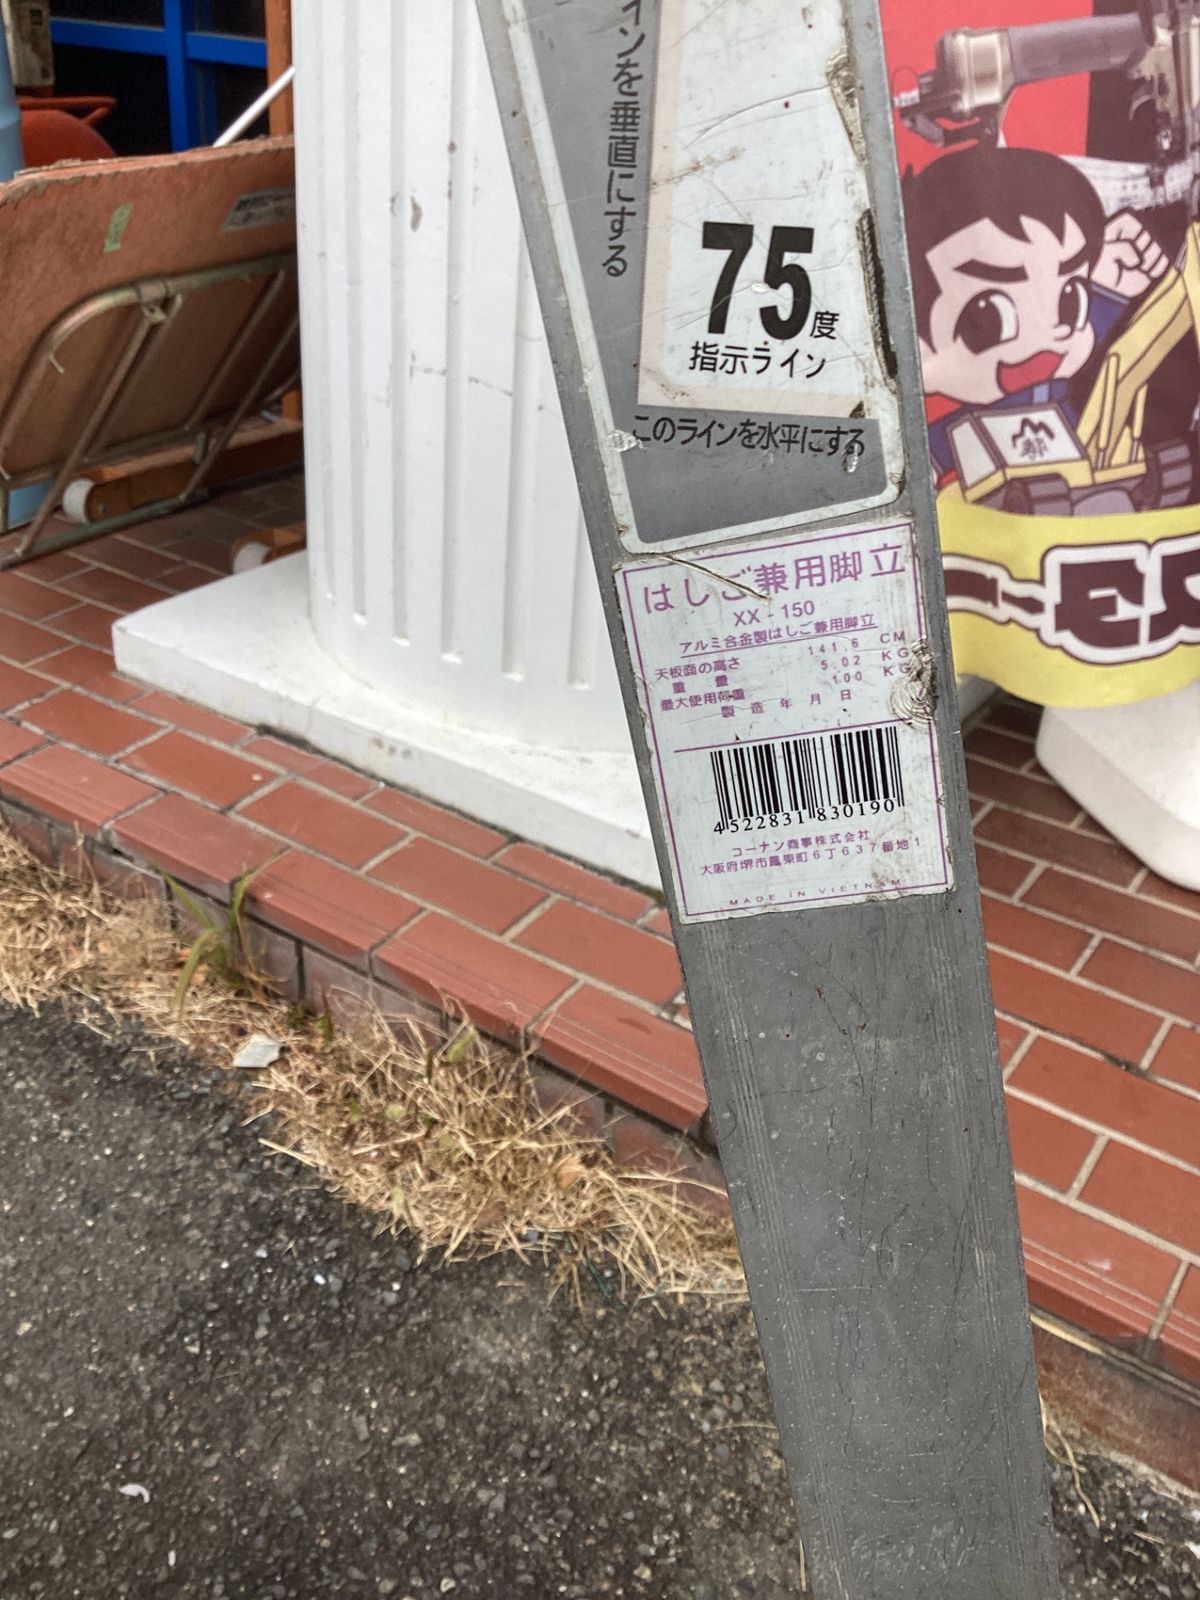 インを垂直にする
75度
指示ライン
このラインを水平にする
はしご兼用脚立
XX-150
アルミ合金製はしご兼用脚立
天板面の高さ 141.6 CM
重量 5.02 KG
最大使用荷重 100 KG
製造年月日
4522831830190
コーナン商事株式会社
大阪府堺市鳳東町6丁637番地1
MADE IN VIETNAM